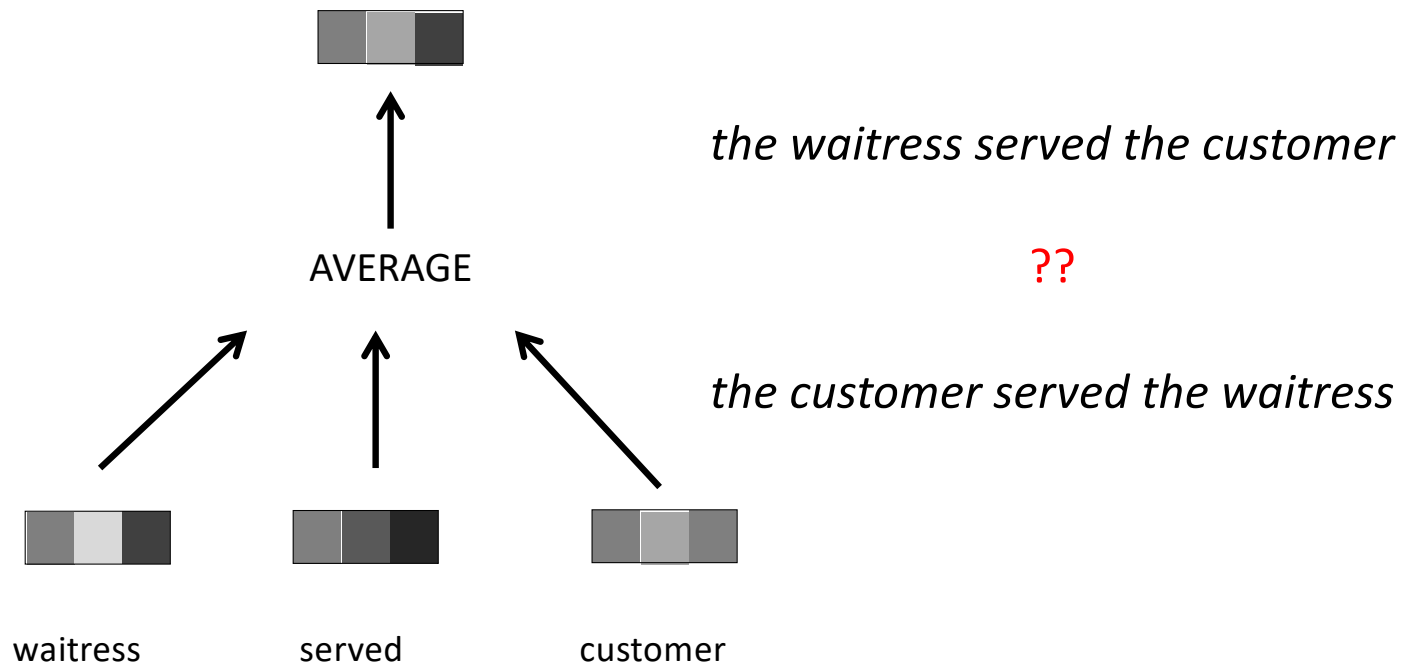 the waitress served the customer
AVERAGE
??
the customer served the waitress
waitress served customer